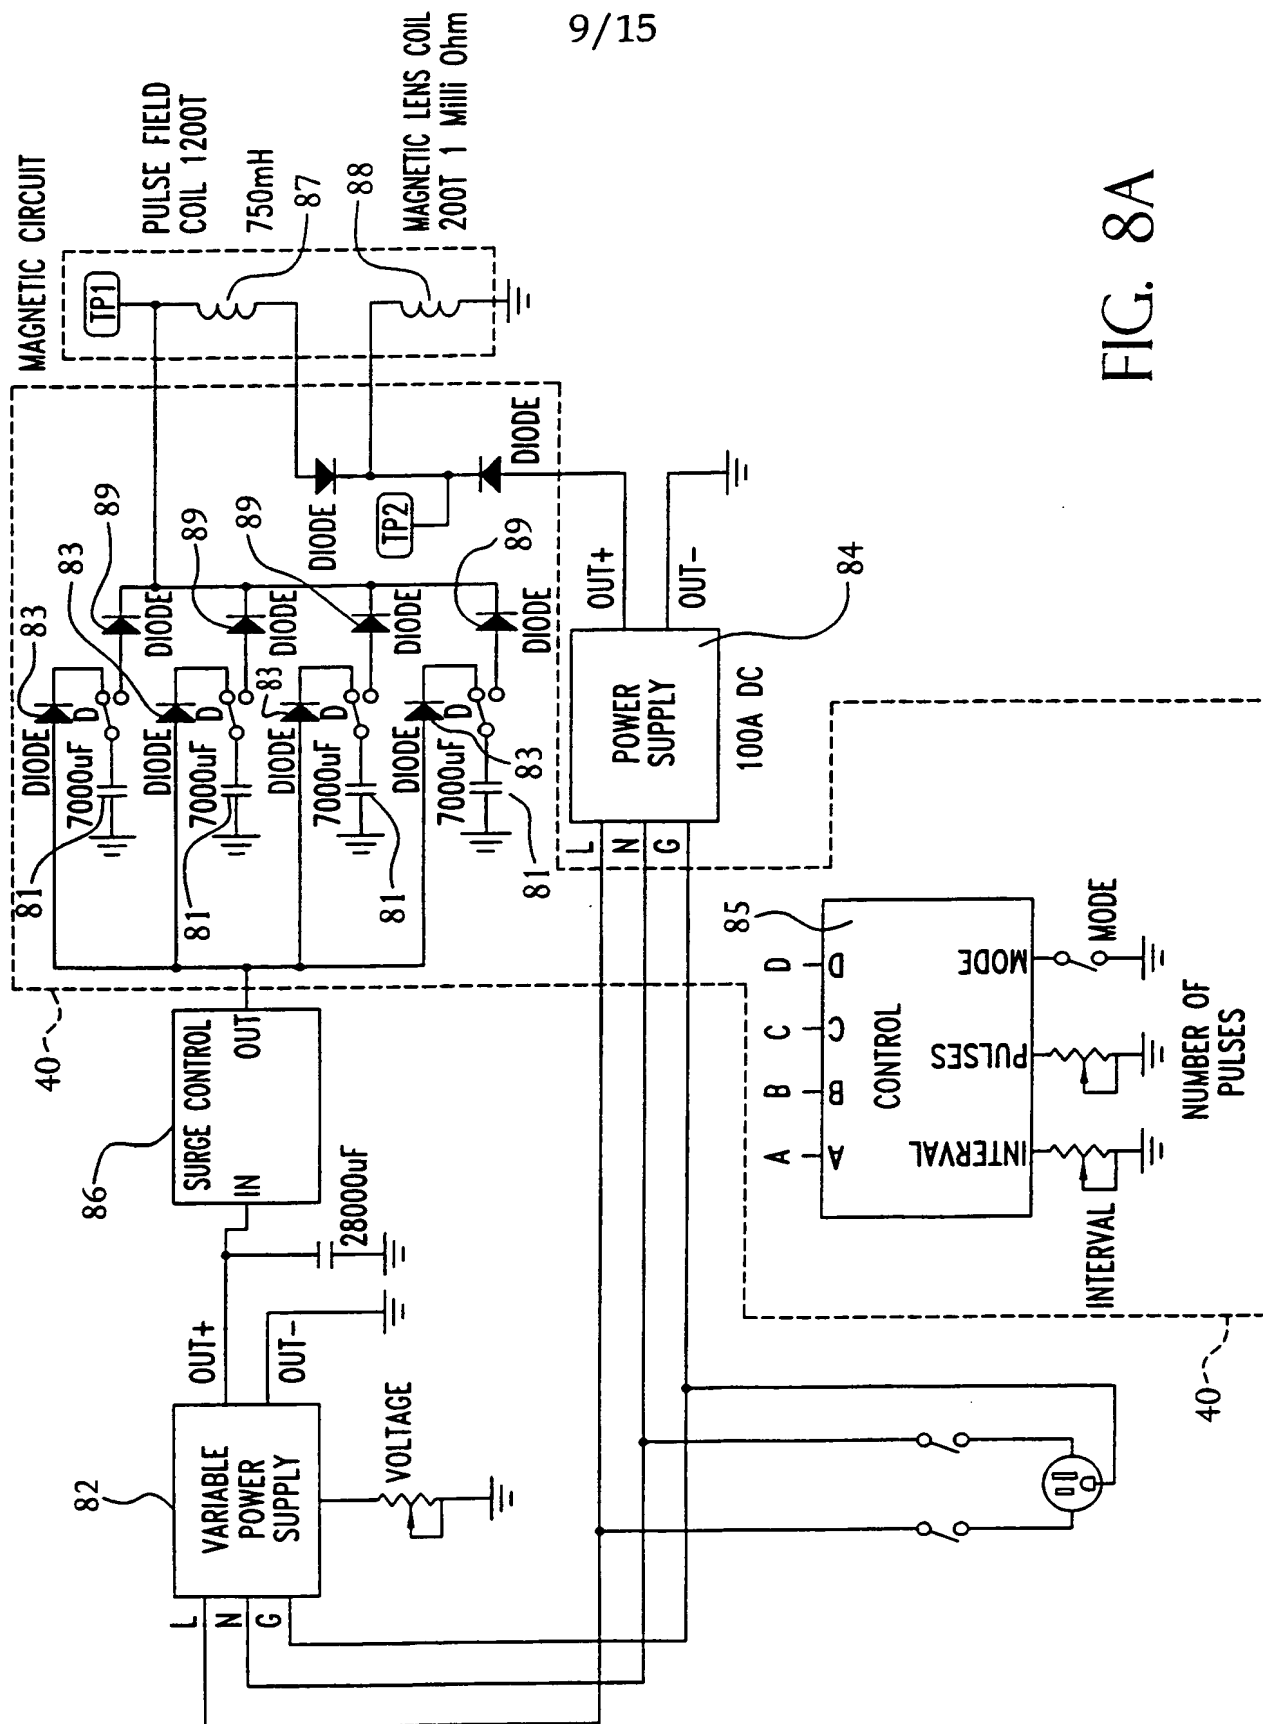 9/15
MAGNETIC CIRCUIT
PULSE FIELD
COIL 1200T
750mH
87
88
MAGNETIC LENS COIL
200T 1 Milli Ohm
TP1
TP2
DIODE
DIODE
89
89
89
89
83
83
83
83
DIODE
DIODE
DIODE
DIODE
DIODE
DIODE
DIODE
DIODE
D
D
D
D
7000uF
7000uF
7000uF
7000uF
81
81
81
81
40
86
SURGE CONTROL
IN
OUT
28000uF
OUT+
OUT-
82
VARIABLE
POWER
SUPPLY
L
N
G
VOLTAGE
OUT+
OUT-
84
POWER
SUPPLY
100A DC
L
N
G
85
A
B
C
D
A
B
C
D
CONTROL
INTERVAL
PULSES
MODE
INTERVAL
NUMBER OF
PULSES
MODE
40
FIG. 8A